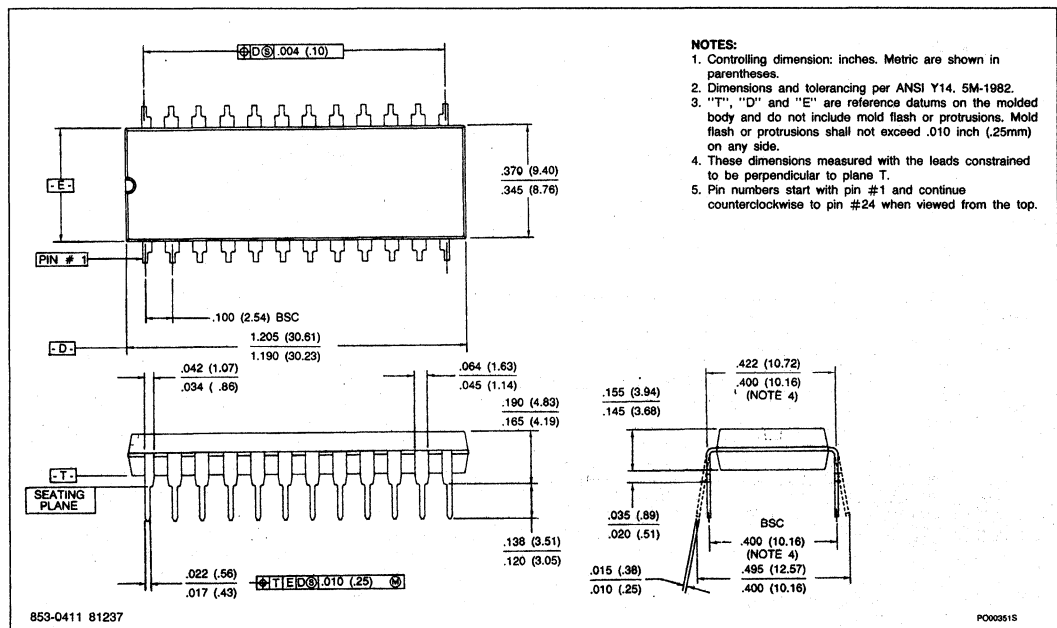 ⌖ D Ⓢ .004 (.10)
NOTES:
1. Controlling dimension: inches. Metric are shown in
parentheses.
2. Dimensions and tolerancing per ANSI Y14. 5M-1982.
3. "T", "D" and "E" are reference datums on the molded
body and do not include mold flash or protrusions. Mold
flash or protrusions shall not exceed .010 inch (.25mm)
on any side.
4. These dimensions measured with the leads constrained
to be perpendicular to plane T.
5. Pin numbers start with pin #1 and continue
counterclockwise to pin #24 when viewed from the top.
- E -
.370 (9.40)
.345 (8.76)
PIN # 1
.100 (2.54) BSC
- D -
1.205 (30.61)
1.190 (30.23)
.042 (1.07)
.034 ( .86)
.064 (1.63)
.045 (1.14)
.190 (4.83)
.165 (4.19)
- T -
SEATING
PLANE
.138 (3.51)
.120 (3.05)
.022 (.56)
.017 (.43)
⌖ T E D Ⓢ .010 (.25) Ⓜ
.422 (10.72)
.400 (10.16)
(NOTE 4)
.155 (3.94)
.145 (3.68)
.035 (.89)
.020 (.51)
BSC
.400 (10.16)
(NOTE 4)
.495 (12.57)
.400 (10.16)
.015 (.38)
.010 (.25)
853-0411 81237
PO00351S